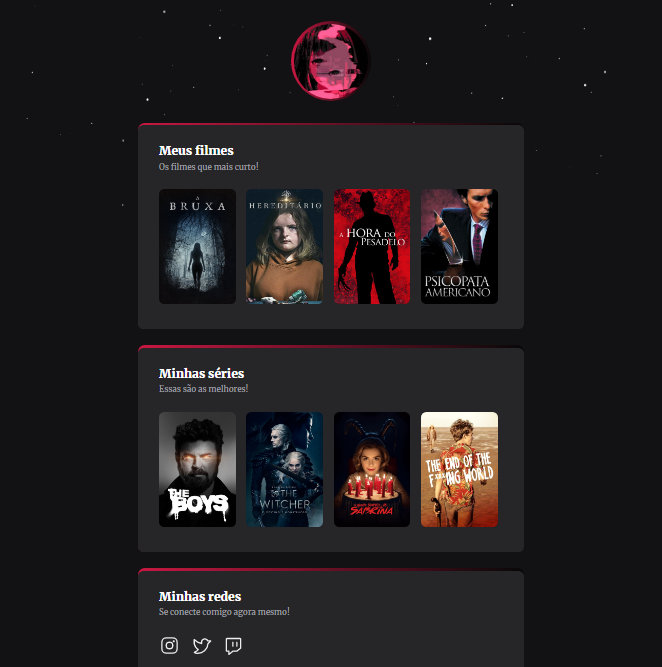 Meus filmes
Os filmes que mais curto!
A
BRUXA
HEREDITÁRIO
A HORA DO
PESADELO
PSICOPATA
AMERICANO
Minhas séries
Essas são as melhores!
THE
BOYS
THE
WITCHER
SABRINA
THE END OF THE
F***ING WORLD
Minhas redes
Se conecte comigo agora mesmo!